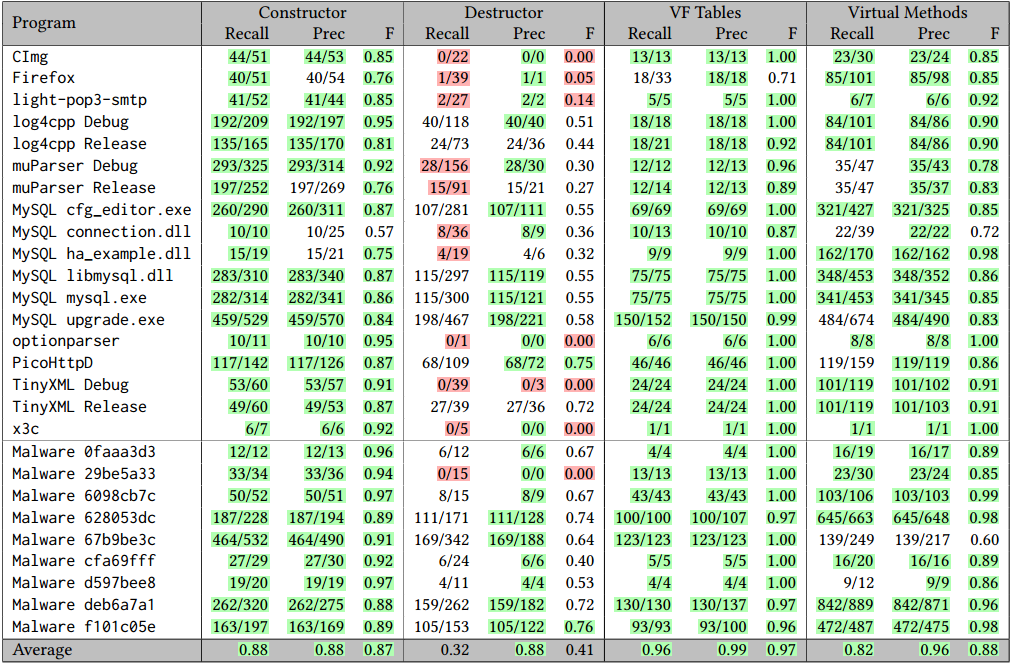 Program Constructor Destructor VF Tables Virtual Methods
Recall Prec F Recall Prec F Recall Prec F Recall Prec F
CImg 44/51 44/53 0.85 0/22 0/0 0.00 13/13 13/13 1.00 23/30 23/24 0.85
Firefox 40/51 40/54 0.76 1/39 1/1 0.05 18/33 18/18 0.71 85/101 85/98 0.85
light-pop3-smtp 41/52 41/44 0.85 2/27 2/2 0.14 5/5 5/5 1.00 6/7 6/6 0.92
log4cpp Debug 192/209 192/197 0.95 40/118 40/40 0.51 18/18 18/18 1.00 84/101 84/86 0.90
log4cpp Release 135/165 135/170 0.81 24/73 24/36 0.44 18/21 18/18 0.92 84/101 84/86 0.90
muParser Debug 293/325 293/314 0.92 28/156 28/30 0.30 12/12 12/13 0.96 35/47 35/43 0.78
muParser Release 197/252 197/269 0.76 15/91 15/21 0.27 12/14 12/13 0.89 35/47 35/37 0.83
MySQL cfg_editor.exe 260/290 260/311 0.87 107/281 107/111 0.55 69/69 69/69 1.00 321/427 321/325 0.85
MySQL connection.dll 10/10 10/25 0.57 8/36 8/9 0.36 10/13 10/10 0.87 22/39 22/22 0.72
MySQL ha_example.dll 15/19 15/21 0.75 4/19 4/6 0.32 9/9 9/9 1.00 162/170 162/162 0.98
MySQL libmysql.dll 283/310 283/340 0.87 115/297 115/119 0.55 75/75 75/75 1.00 348/453 348/352 0.86
MySQL mysql.exe 282/314 282/341 0.86 115/300 115/121 0.55 75/75 75/75 1.00 341/453 341/345 0.85
MySQL upgrade.exe 459/529 459/570 0.84 198/467 198/221 0.58 150/152 150/150 0.99 484/674 484/490 0.83
optionparser 10/11 10/10 0.95 0/1 0/0 0.00 6/6 6/6 1.00 8/8 8/8 1.00
PicoHttpD 117/142 117/126 0.87 68/109 68/72 0.75 46/46 46/46 1.00 119/159 119/119 0.86
TinyXML Debug 53/60 53/57 0.91 0/39 0/3 0.00 24/24 24/24 1.00 101/119 101/102 0.91
TinyXML Release 49/60 49/53 0.87 27/39 27/36 0.72 24/24 24/24 1.00 101/119 101/103 0.91
x3c 6/7 6/6 0.92 0/5 0/0 0.00 1/1 1/1 1.00 1/1 1/1 1.00
Malware 0faaa3d3 12/12 12/13 0.96 6/12 6/6 0.67 4/4 4/4 1.00 16/19 16/17 0.89
Malware 29be5a33 33/34 33/36 0.94 0/15 0/0 0.00 13/13 13/13 1.00 23/30 23/24 0.85
Malware 6098cb7c 50/52 50/51 0.97 8/15 8/9 0.67 43/43 43/43 1.00 103/106 103/103 0.99
Malware 628053dc 187/228 187/194 0.89 111/171 111/128 0.74 100/100 100/107 0.97 645/663 645/648 0.98
Malware 67b9be3c 464/532 464/490 0.91 169/342 169/188 0.64 123/123 123/123 1.00 139/249 139/217 0.60
Malware cfa69fff 27/29 27/30 0.92 6/24 6/6 0.40 5/5 5/5 1.00 16/20 16/16 0.89
Malware d597bee8 19/20 19/19 0.97 4/11 4/4 0.53 4/4 4/4 1.00 9/12 9/9 0.86
Malware deb6a7a1 262/320 262/275 0.88 159/262 159/182 0.72 130/130 130/137 0.97 842/889 842/871 0.96
Malware f101c05e 163/197 163/169 0.89 105/153 105/122 0.76 93/93 93/100 0.96 472/487 472/475 0.98
Average 0.88 0.88 0.87 0.32 0.88 0.41 0.96 0.99 0.97 0.82 0.96 0.88